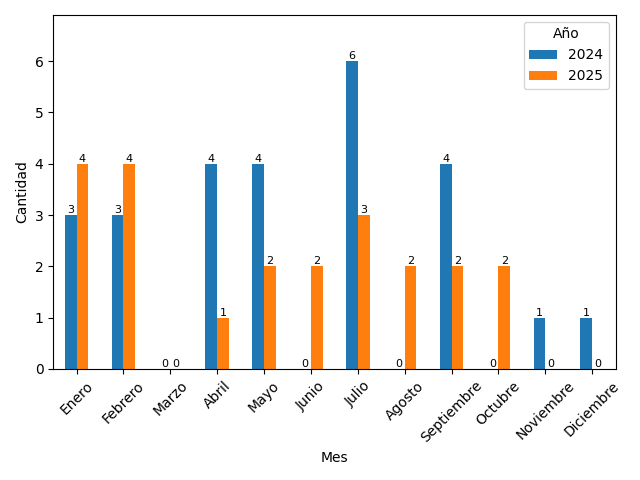 Año
2024
2025
6
5
4
3
2
1
0
Cantidad
3 4
3 4
0 0
4 1
4 2
0 2
6 3
0 2
4 2
0 2
1 0
1 0
Enero
Febrero
Marzo
Abril
Mayo
Junio
Julio
Agosto
Septiembre
Octubre
Noviembre
Diciembre
Mes